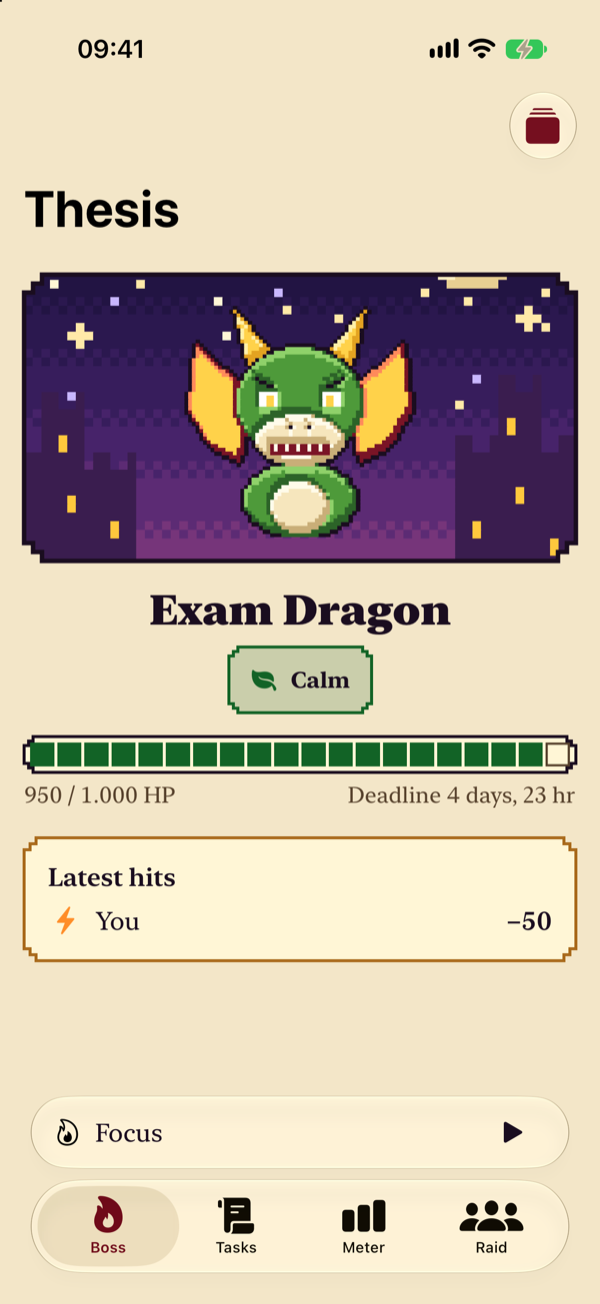 09:41
Thesis
Exam Dragon
Calm
950 / 1.000 HP
Deadline 4 days, 23 hr
Latest hits
You
−50
Focus
Boss
Tasks
Meter
Raid